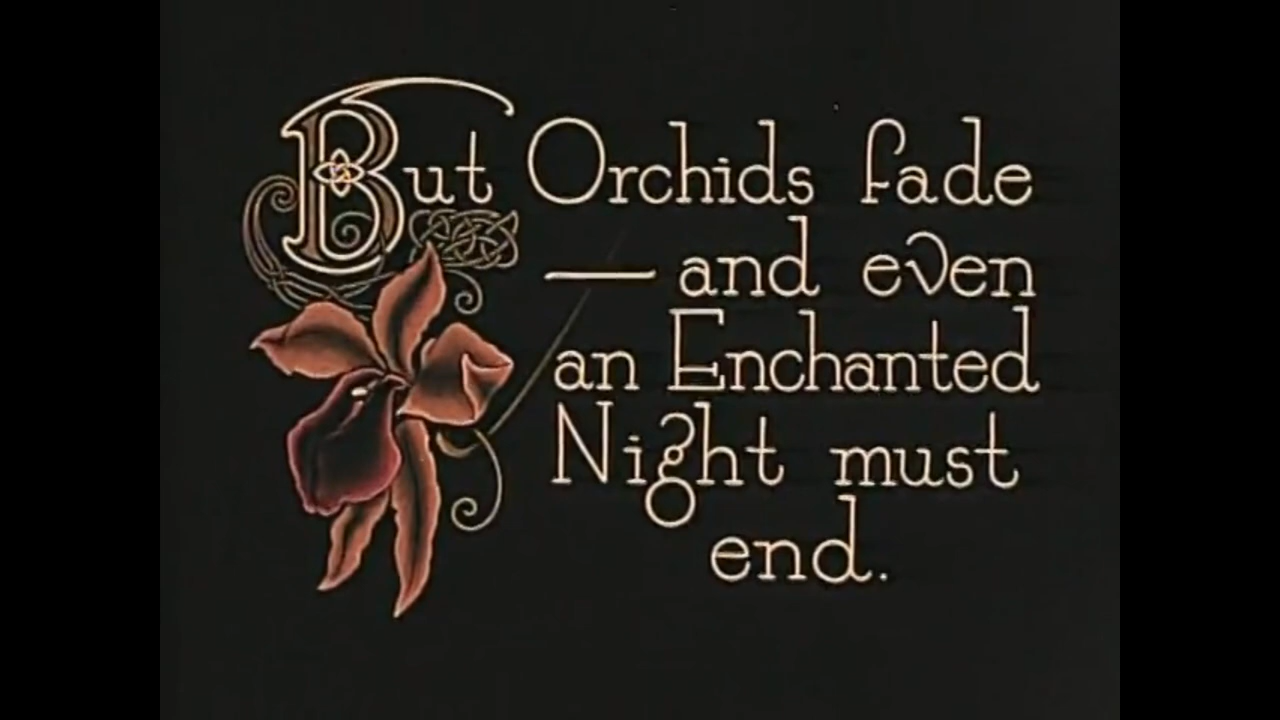 But Orchids fade
— and even
an Enchanted
Night must
end.